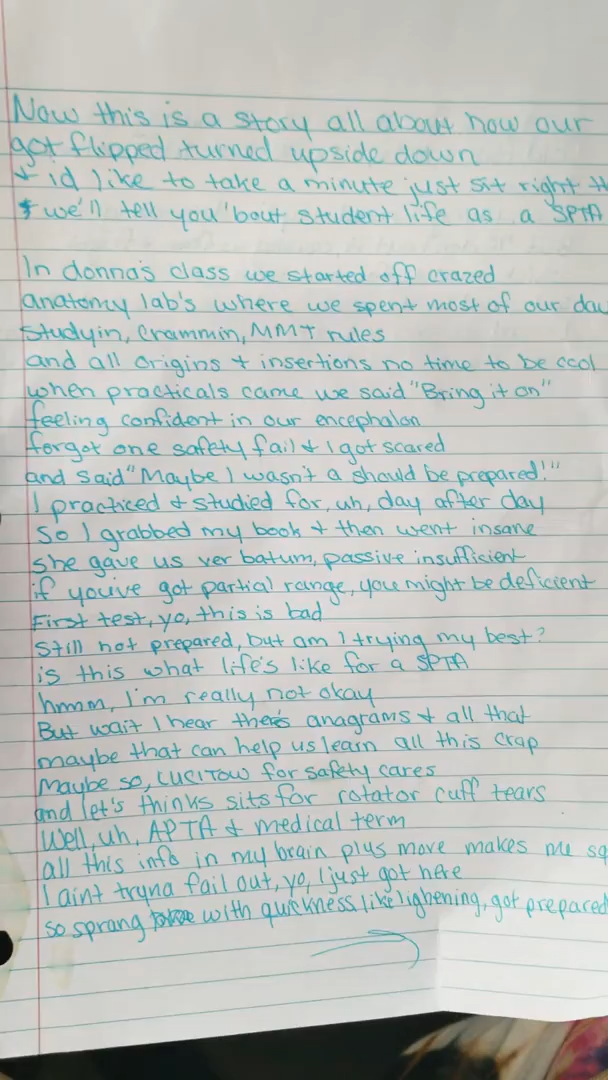 Now this is a story all about how our
got flipped turned upside down
+ id like to take a minute just sit right
+ we'll tell you 'bout student life as a SPTA
In donna's class we started off crazed
anatomy lab's where we spent most of our
studyin, crammin, MMT rules
and all origins + insertions no time to be cool
when practicals came we said "Bring it on"
feeling confident in our encephalon
forgot one safety fail + I got scared
and said "Maybe I wasn't a should be prepared!"
I practiced + studied for, uh, day after day
so I grabbed my book + then went insane
she gave us ver batum, passive insufficient
if youve got partial range, you might be deficient
First test, yo, this is bad
Still not prepared, but am I trying my best?
is this what life's like for a SPTA
hmmm, I'm really not okay
But wait I hear there's anagrams + all that
maybe that can help us learn all this crap
Maybe so, CUCITOW for safety cares
and let's thinks sits for rotator cuff tears
Well, uh, APTA + medical term
all this info in my brain plus more makes me
I aint tryna fail out, yo, I just got here
so sprang with quickness like lighening, got prepared